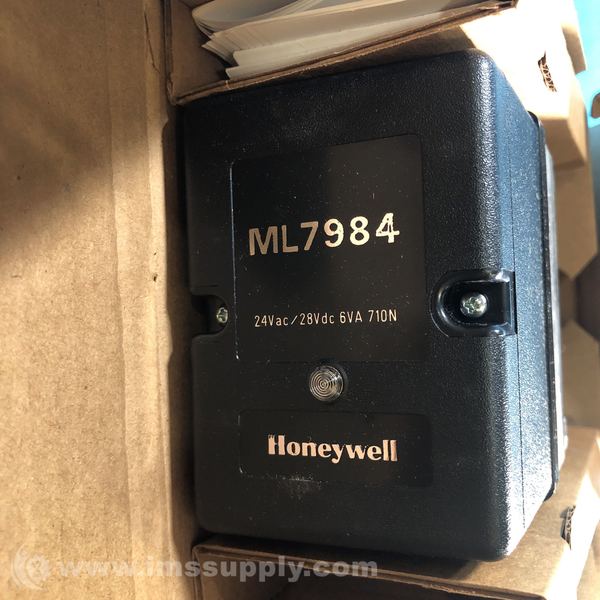 ML7984
24Vac/28Vdc 6VA 710N
Honeywell
www.imssupply.com